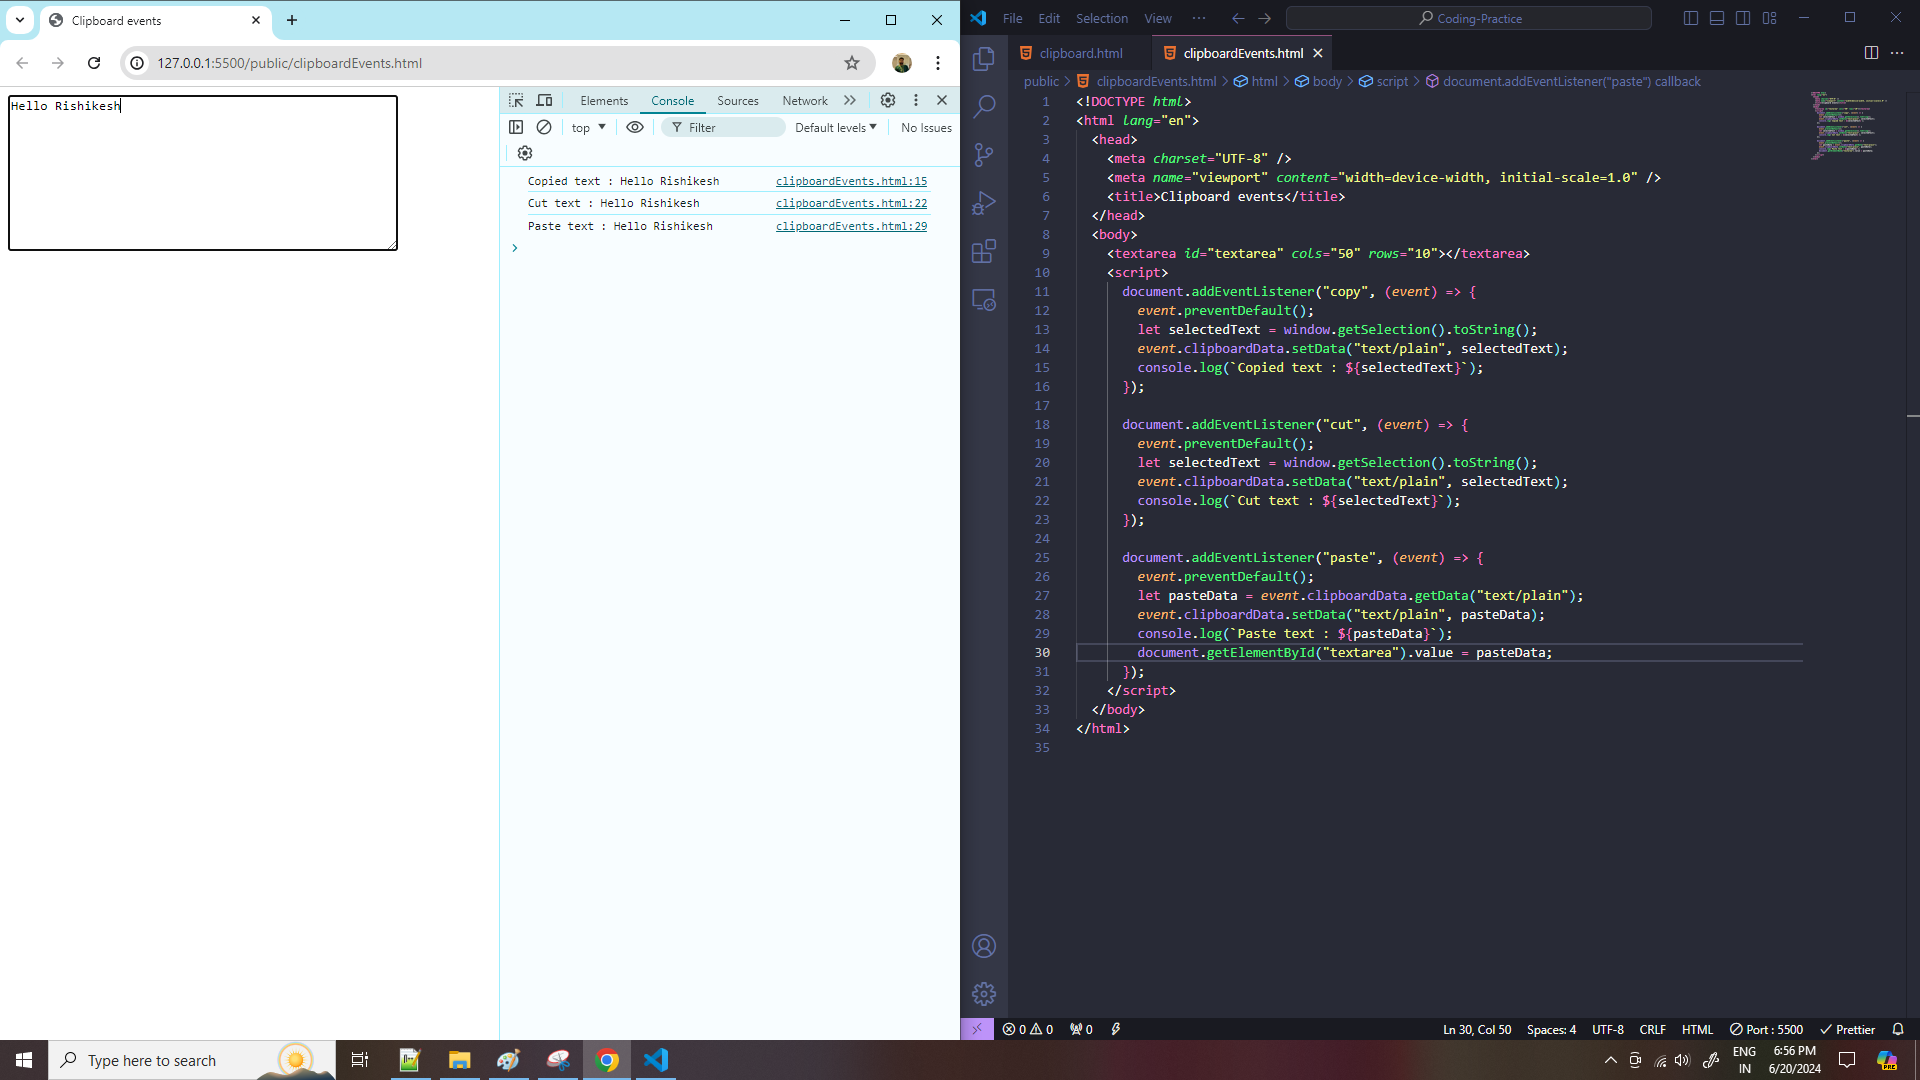 Clipboard events
127.0.0.1:5500/public/clipboardEvents.html
Hello Rishikesh
Elements Console Sources Network
top Filter Default levels No Issues
Copied text : Hello Rishikesh clipboardEvents.html:15
Cut text : Hello Rishikesh clipboardEvents.html:22
Paste text : Hello Rishikesh clipboardEvents.html:29
>
File Edit Selection View ··· Coding-Practice
clipboard.html clipboardEvents.html
public > clipboardEvents.html > html > body > script > document.addEventListener("paste") callback
1 <!DOCTYPE html>
2 <html lang="en">
3 <head>
4 <meta charset="UTF-8" />
5 <meta name="viewport" content="width=device-width, initial-scale=1.0" />
6 <title>Clipboard events</title>
7 </head>
8 <body>
9 <textarea id="textarea" cols="50" rows="10"></textarea>
10 <script>
11 document.addEventListener("copy", (event) => {
12 event.preventDefault();
13 let selectedText = window.getSelection().toString();
14 event.clipboardData.setData("text/plain", selectedText);
15 console.log(`Copied text : ${selectedText}`);
16 });
17
18 document.addEventListener("cut", (event) => {
19 event.preventDefault();
20 let selectedText = window.getSelection().toString();
21 event.clipboardData.setData("text/plain", selectedText);
22 console.log(`Cut text : ${selectedText}`);
23 });
24
25 document.addEventListener("paste", (event) => {
26 event.preventDefault();
27 let pasteData = event.clipboardData.getData("text/plain");
28 event.clipboardData.setData("text/plain", pasteData);
29 console.log(`Paste text : ${pasteData}`);
30 document.getElementById("textarea").value = pasteData;
31 });
32 </script>
33 </body>
34 </html>
35
0 0 0 Ln 30, Col 50 Spaces: 4 UTF-8 CRLF HTML Port : 5500 Prettier
Type here to search
ENG 6:56 PM
IN 6/20/2024